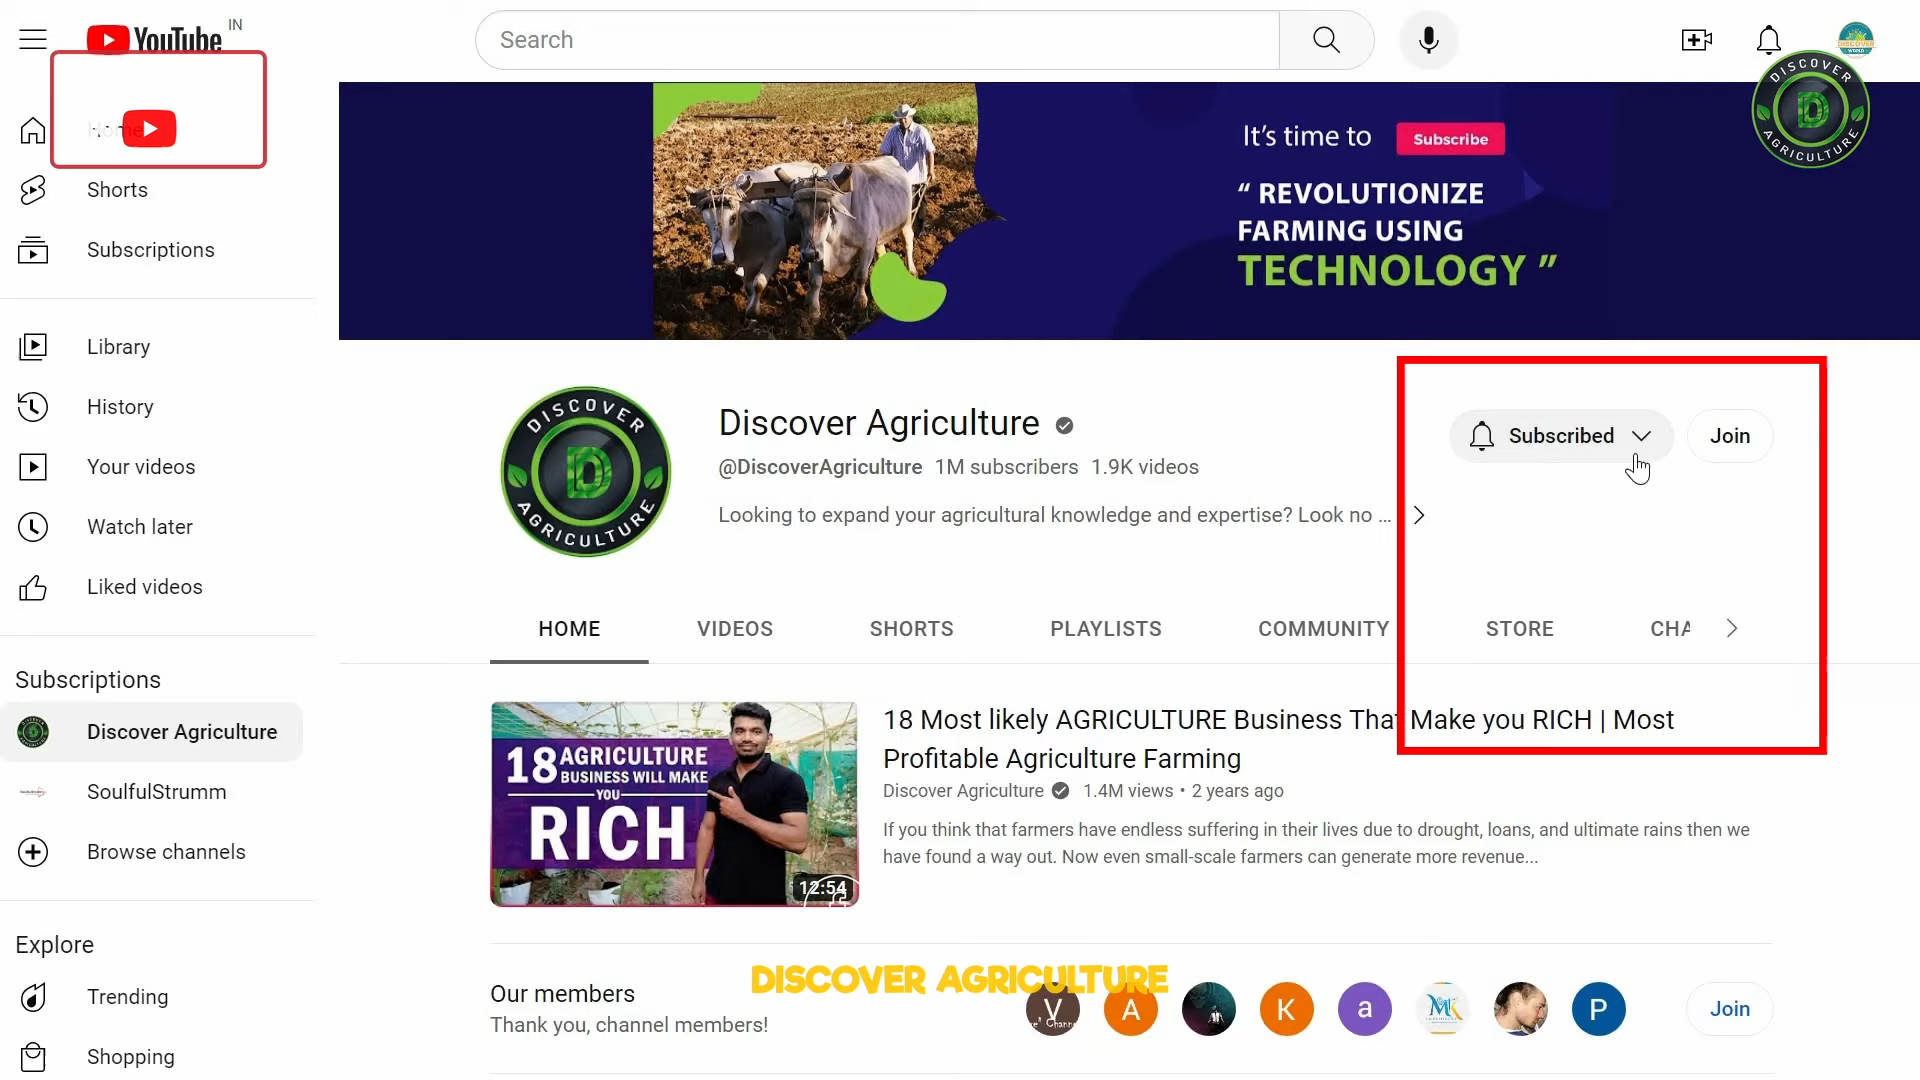 YouTube IN
Search
Home
Shorts
Subscriptions
Library
History
Your videos
Watch later
Liked videos
Subscriptions
Discover Agriculture
SoulfulStrumm
Browse channels
Explore
Trending
Shopping
It's time to Subscribe
“ REVOLUTIONIZE
FARMING USING
TECHNOLOGY ”
DISCOVER
D
AGRICULTURE
DISCOVER
D
AGRICULTURE
Discover Agriculture
@DiscoverAgriculture 1M subscribers 1.9K videos
Looking to expand your agricultural knowledge and expertise? Look no ...
Subscribed
Join
HOME VIDEOS SHORTS PLAYLISTS COMMUNITY STORE CHA
18 AGRICULTURE
BUSINESS WILL MAKE
YOU
RICH
12:54
18 Most likely AGRICULTURE Business That Make you RICH | Most
Profitable Agriculture Farming
Discover Agriculture 1.4M views • 2 years ago
If you think that farmers have endless suffering in their lives due to drought, loans, and ultimate rains then we
have found a way out. Now even small-scale farmers can generate more revenue...
Our members
Thank you, channel members!
DISCOVER AGRICULTURE
V A K a MK P
Join